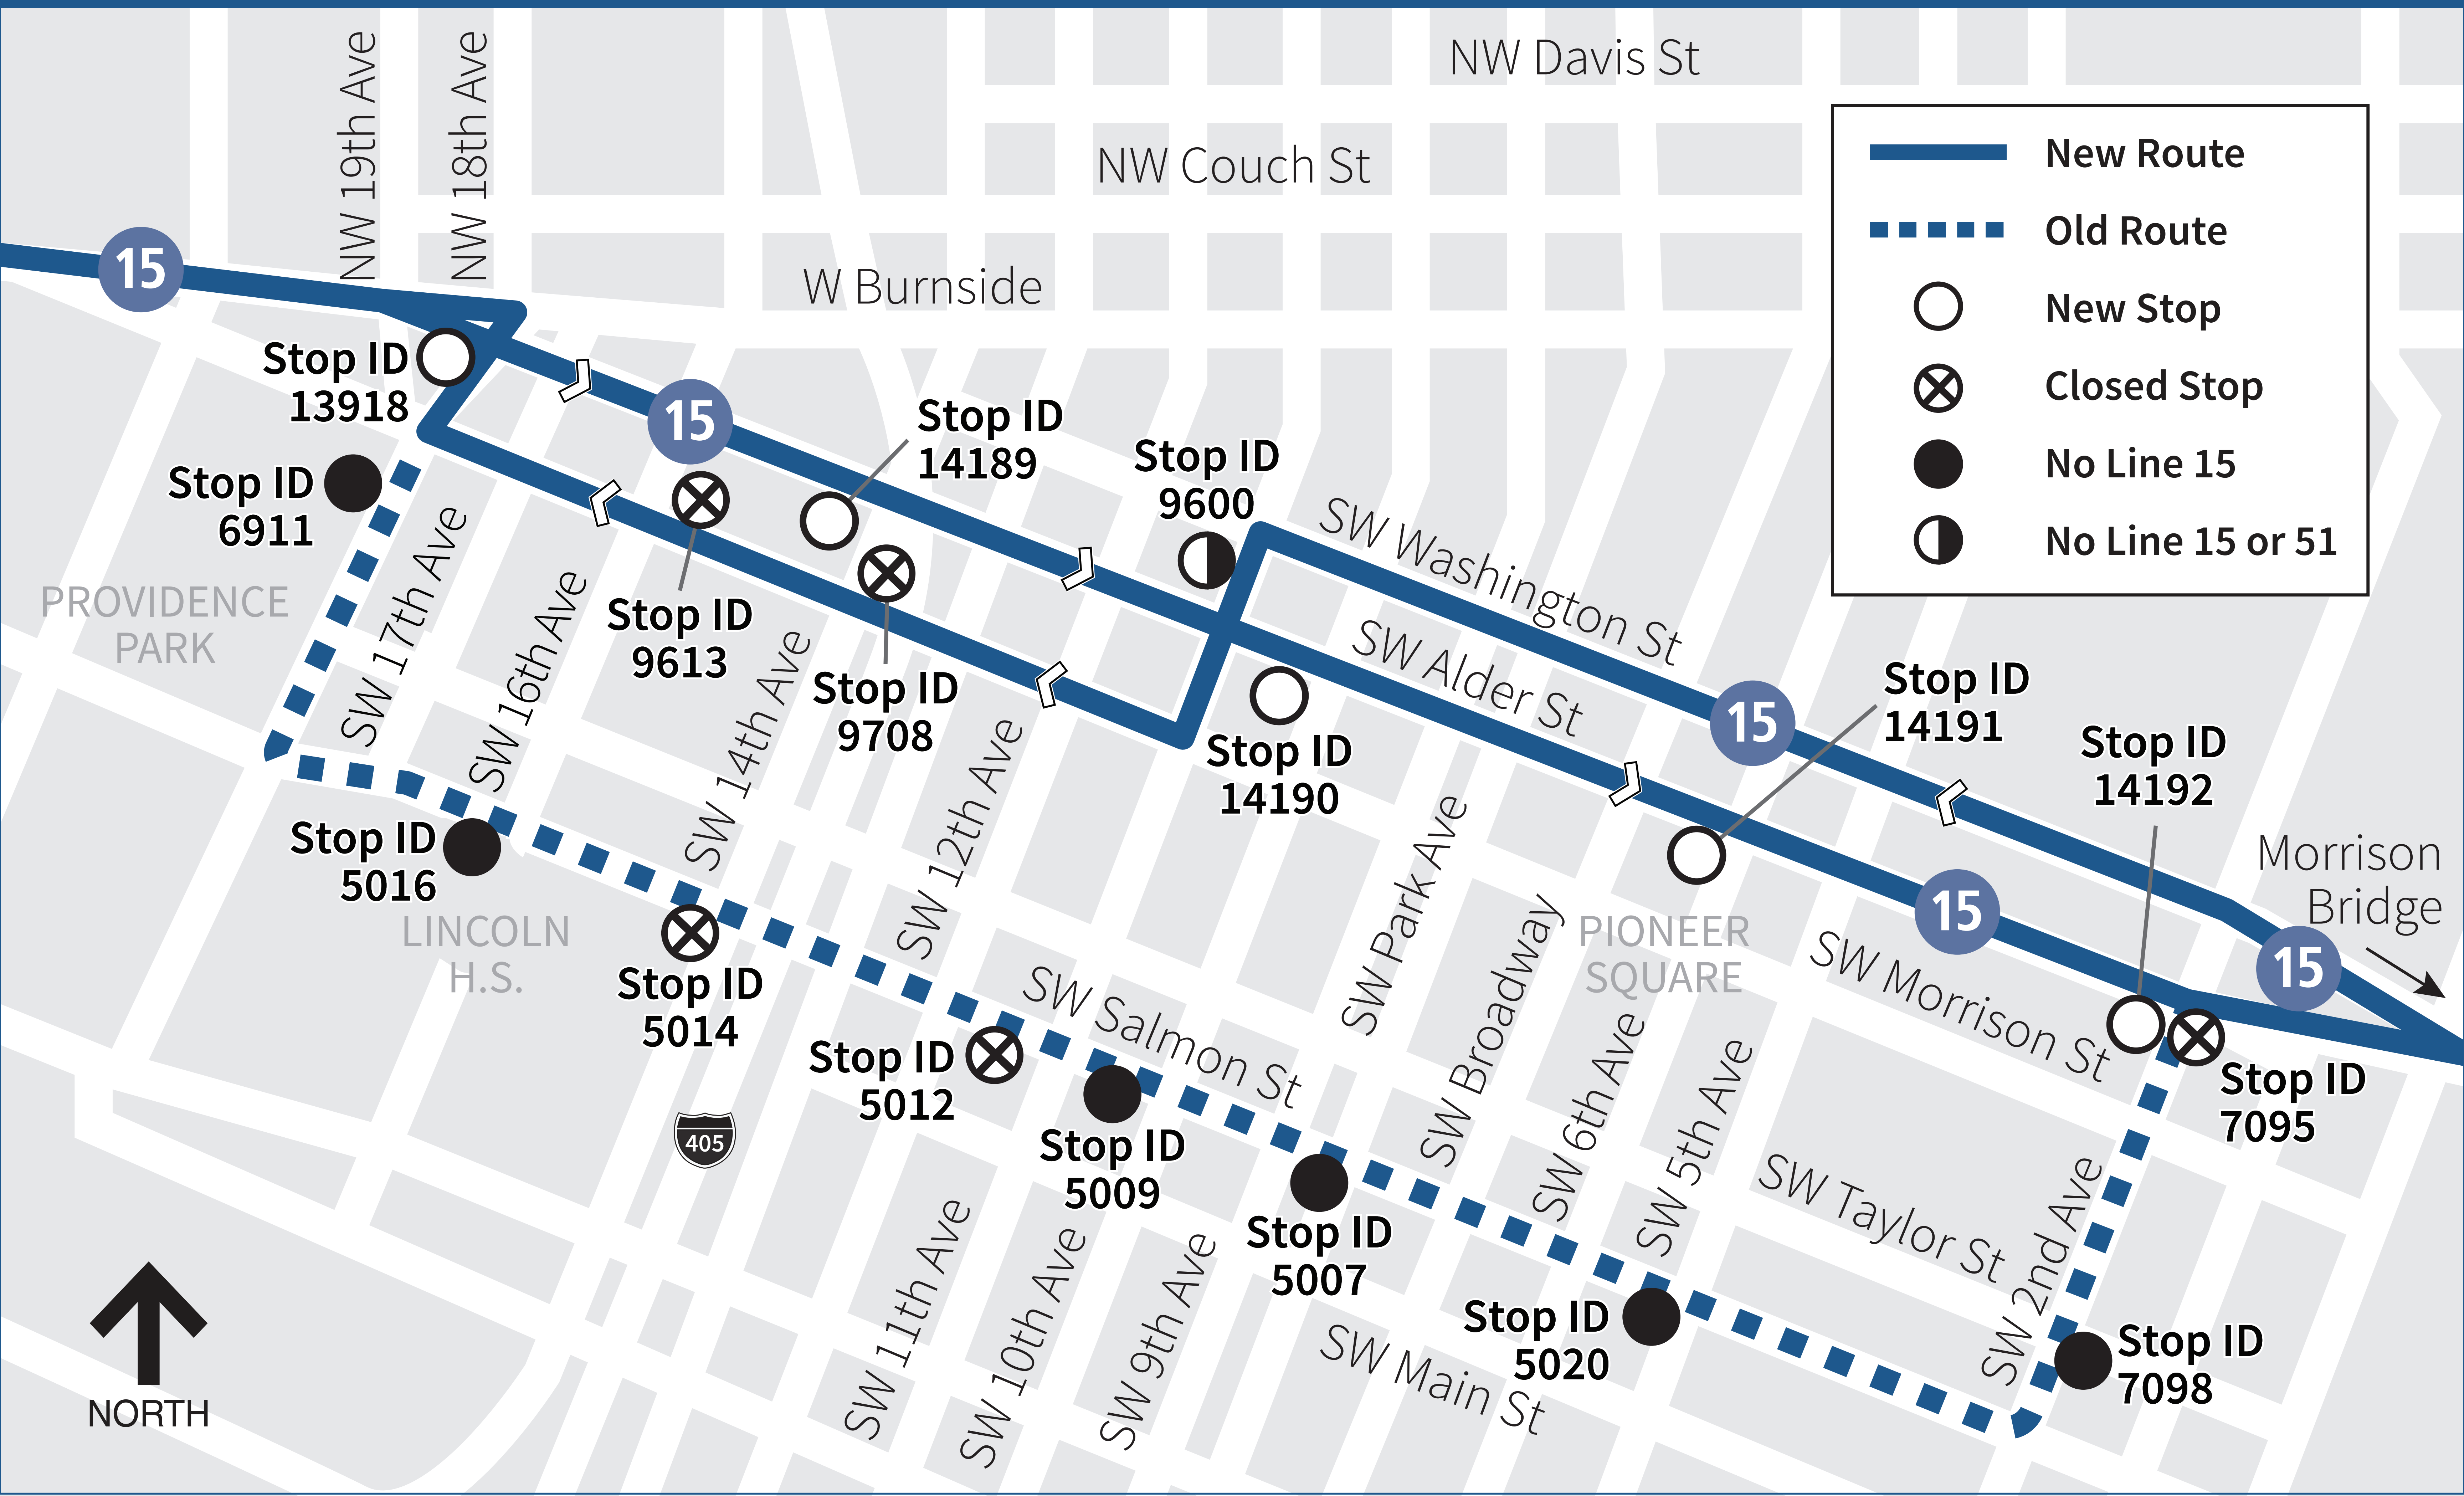 NW Davis St
NW Couch St
NW 19th Ave
NW 18th Ave
W Burnside
New Route
Old Route
New Stop
Closed Stop
No Line 15
No Line 15 or 51
15
Stop ID
13918
15
Stop ID
14189
Stop ID
9600
Stop ID
6911
SW Washington St
SW Alder St
PROVIDENCE
PARK
SW 17th Ave
SW 16th Ave
Stop ID
9613
Stop ID
9708
SW 14th Ave
SW 12th Ave
Stop ID
14190
15
Stop ID
14191
Stop ID
14192
Morrison
Bridge
Stop ID
5016
LINCOLN
H.S.
SW Park Ave
SW Broadway
PIONEER
SQUARE
15
15
SW Morrison St
Stop ID
5014
Stop ID
5012
SW Salmon St
SW 6th Ave
SW 5th Ave
Stop ID
7095
405
Stop ID
5009
Stop ID
5007
SW Taylor St
SW 2nd Ave
SW 11th Ave
SW 10th Ave
SW 9th Ave
SW Main St
Stop ID
5020
Stop ID
7098
NORTH